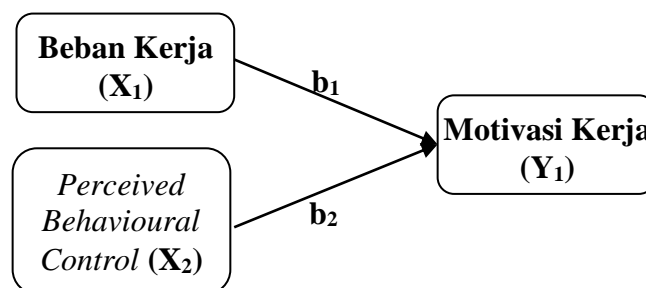 Beban Kerja
(X₁)
b₁
Motivasi Kerja
(Y₁)
Perceived
Behavioural
Control (X₂)
b₂